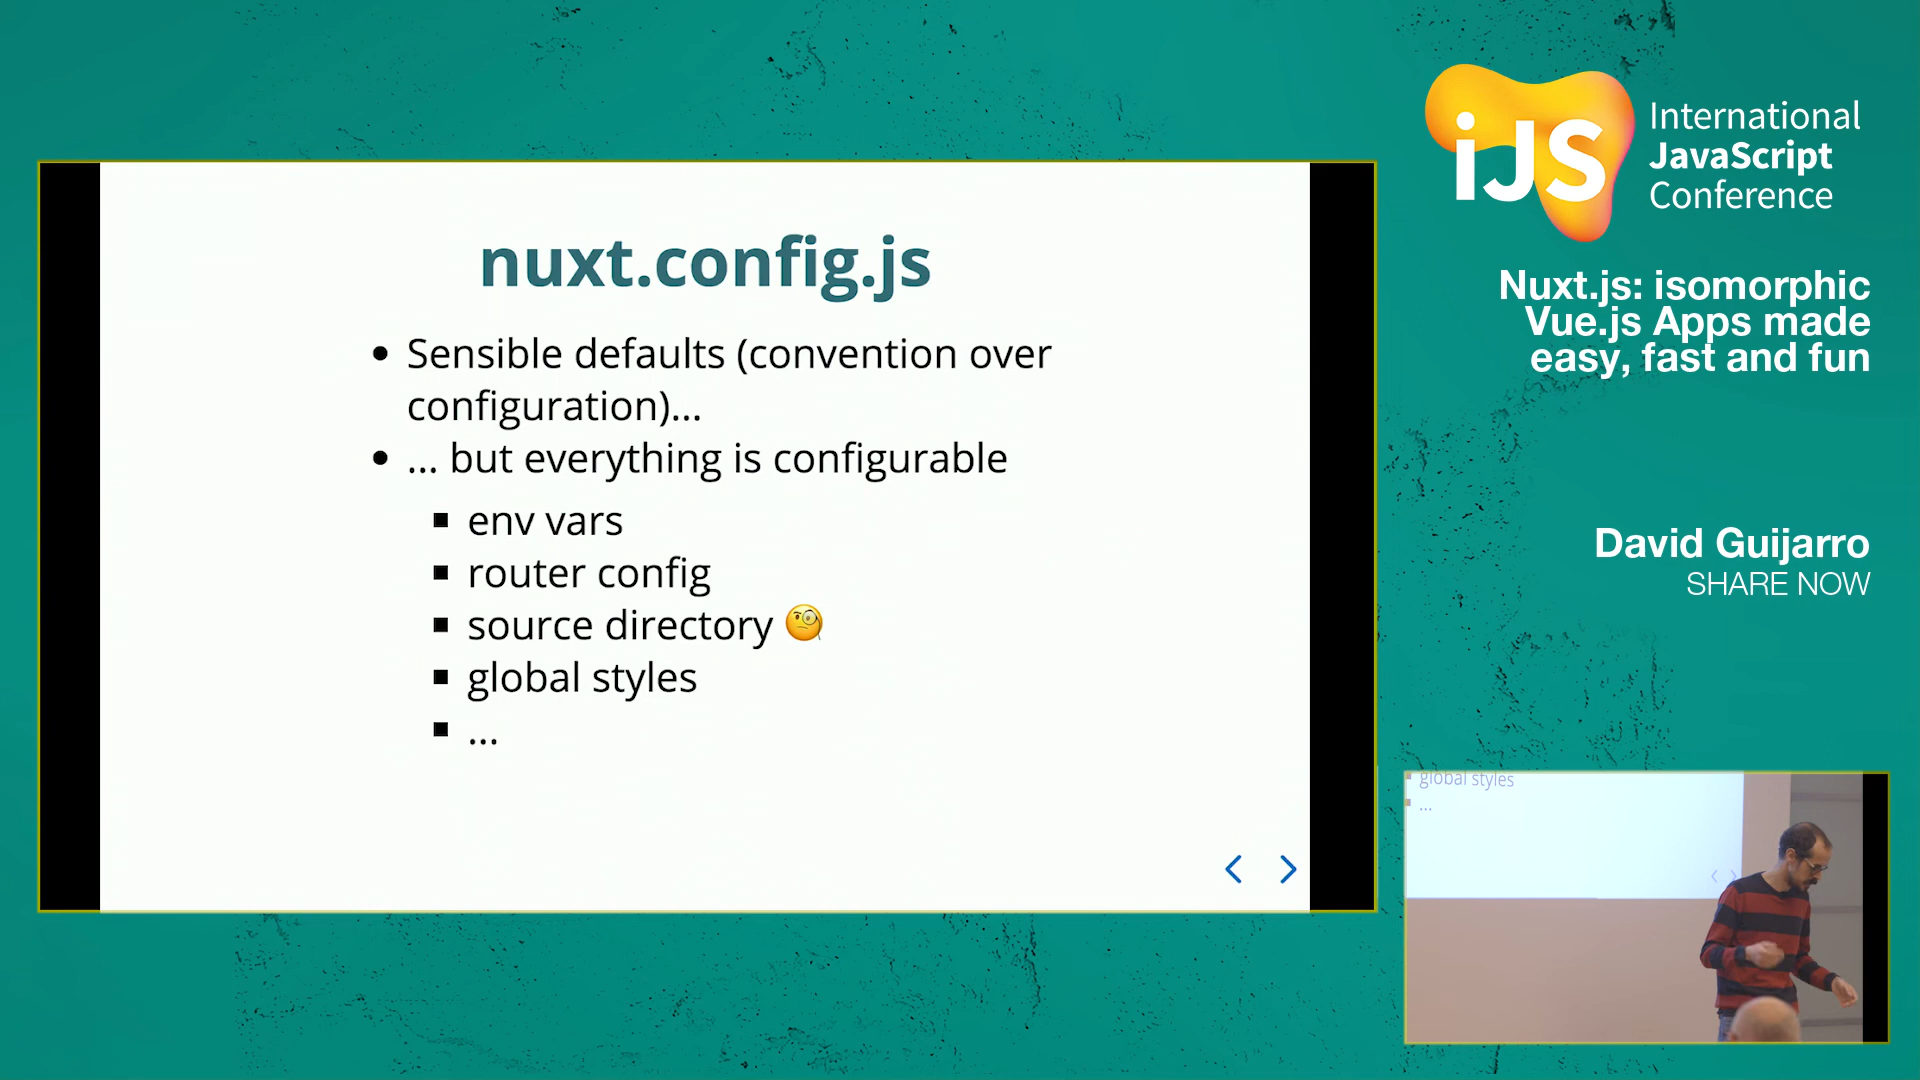 nuxt.config.js
• Sensible defaults (convention over
configuration)...
• ... but everything is configurable
▪ env vars
▪ router config
▪ source directory 🧐
▪ global styles
▪ ...
iJS
International
JavaScript
Conference
Nuxt.js: isomorphic
Vue.js Apps made
easy, fast and fun
David Guijarro
SHARE NOW
global styles
...